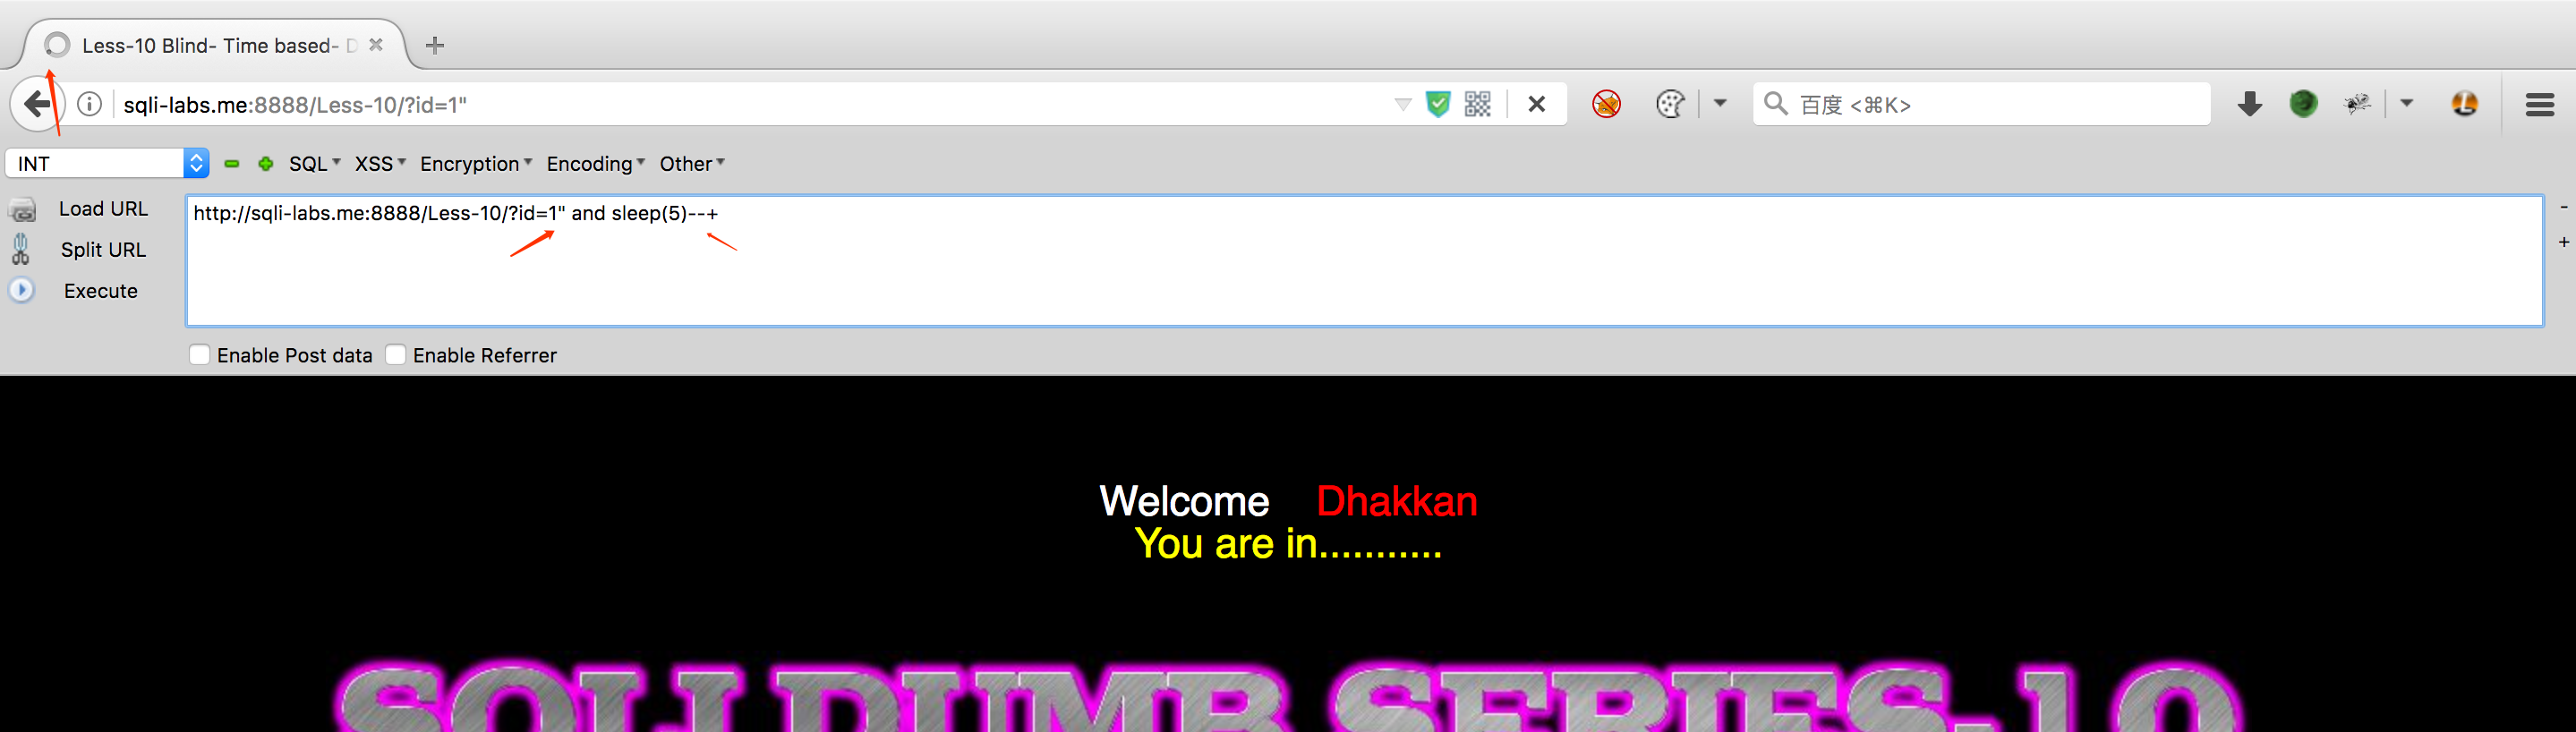 Less-10 Blind- Time based- D
sqli-labs.me:8888/Less-10/?id=1"
百度 <⌘K>
INT
SQL XSS Encryption Encoding Other
Load URL
http://sqli-labs.me:8888/Less-10/?id=1" and sleep(5)--+
Split URL
Execute
Enable Post data Enable Referrer
Welcome Dhakkan
You are in...........
SQLI DUMB SERIES-10